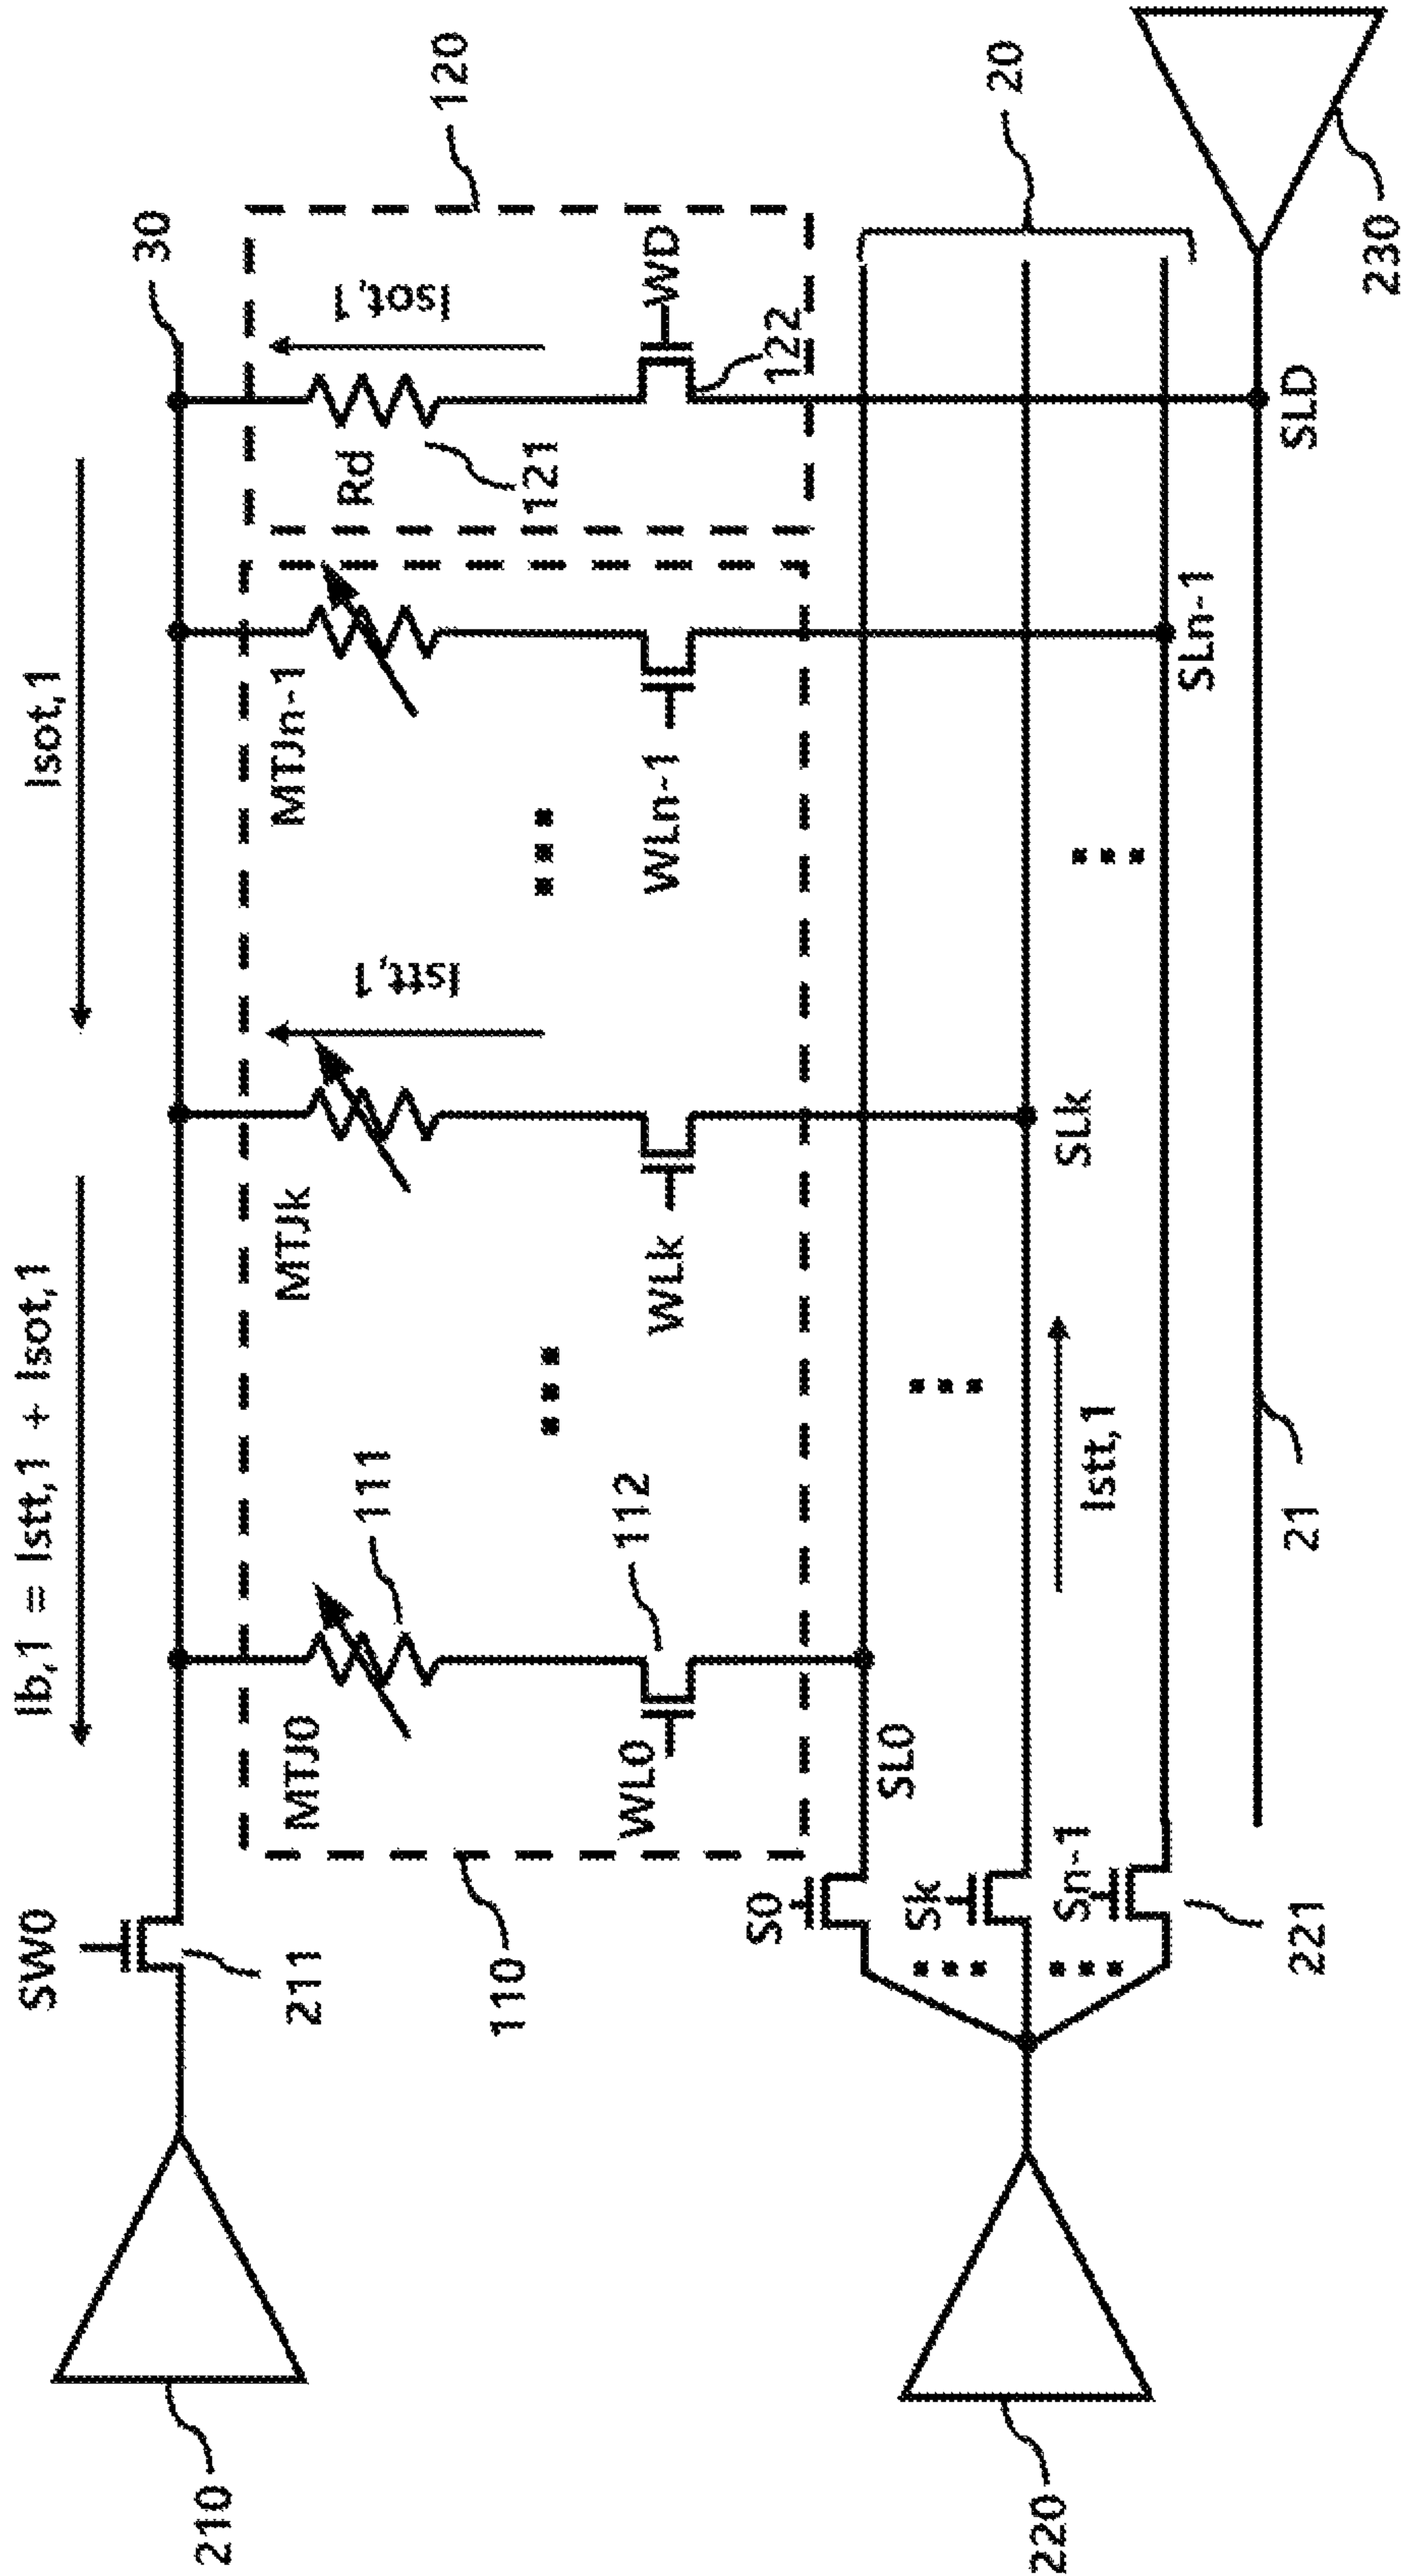 Ib,1 = Istt,1 + Isot,1
Isot,1
SW0
30
120
210
211
MTJ0
111
MTJk
Istt,1
MTJn-1
Rd
121
Isot,1
110
WL0
112
WLk
WLn-1
WD
122
S0
SL0
20
220
Sk
Istt,1
SLk
Sn-1
SLn-1
221
21
SLD
230